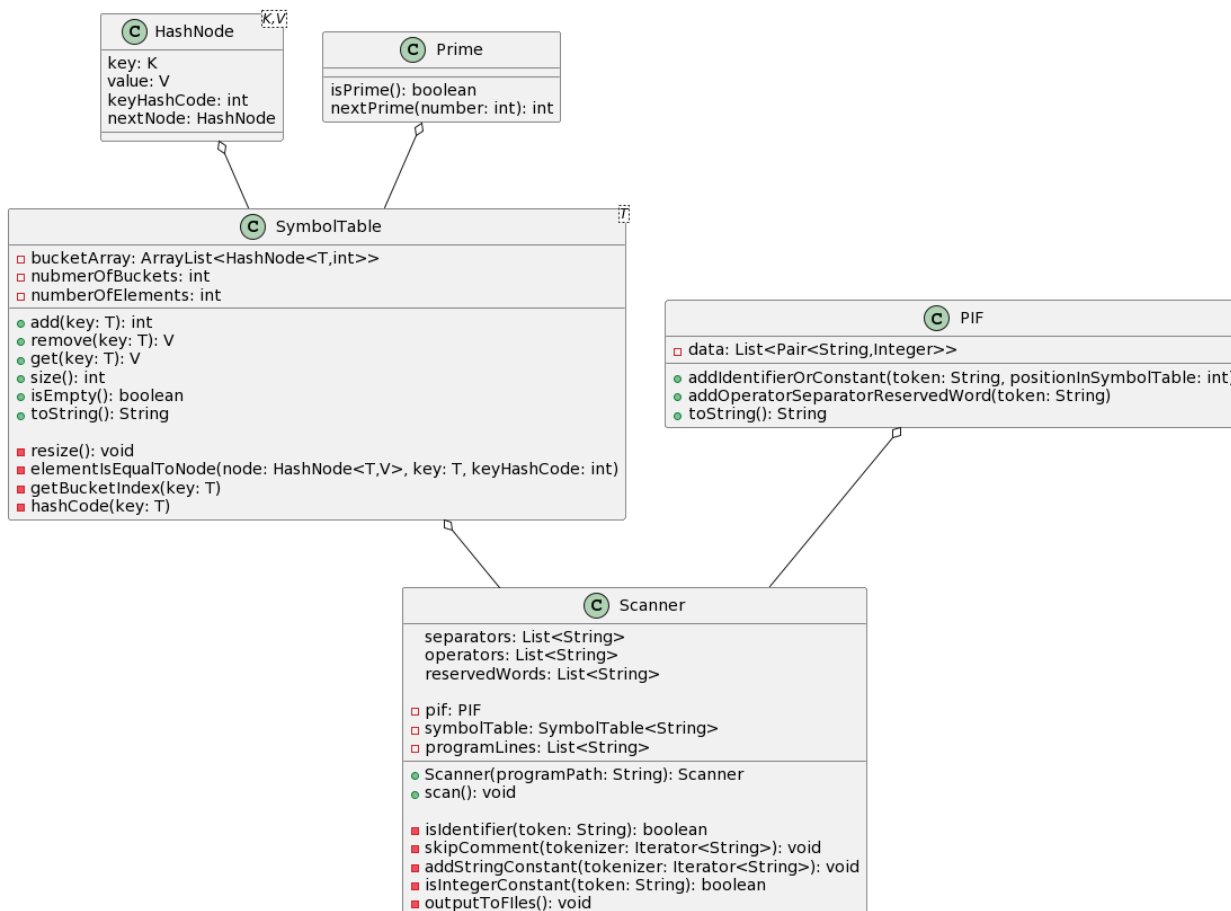 C HashNode
K,V
key: K
value: V
keyHashCode: int
nextNode: HashNode
C Prime
isPrime(): boolean
nextPrime(number: int): int
C SymbolTable
T
bucketArray: ArrayList<HashNode<T,int>>
nubmerOfBuckets: int
numberOfElements: int
add(key: T): int
remove(key: T): V
get(key: T): V
size(): int
isEmpty(): boolean
toString(): String
resize(): void
elementIsEqualToNode(node: HashNode<T,V>, key: T, keyHashCode: int)
getBucketIndex(key: T)
hashCode(key: T)
C PIF
data: List<Pair<String,Integer>>
addIdentifierOrConstant(token: String, positionInSymbolTable: int)
addOperatorSeparatorReservedWord(token: String)
toString(): String
C Scanner
separators: List<String>
operators: List<String>
reservedWords: List<String>
pif: PIF
symbolTable: SymbolTable<String>
programLines: List<String>
Scanner(programPath: String): Scanner
scan(): void
isIdentifier(token: String): boolean
skipComment(tokenizer: Iterator<String>): void
addStringConstant(tokenizer: Iterator<String>): void
isIntegerConstant(token: String): boolean
outputToFIles(): void